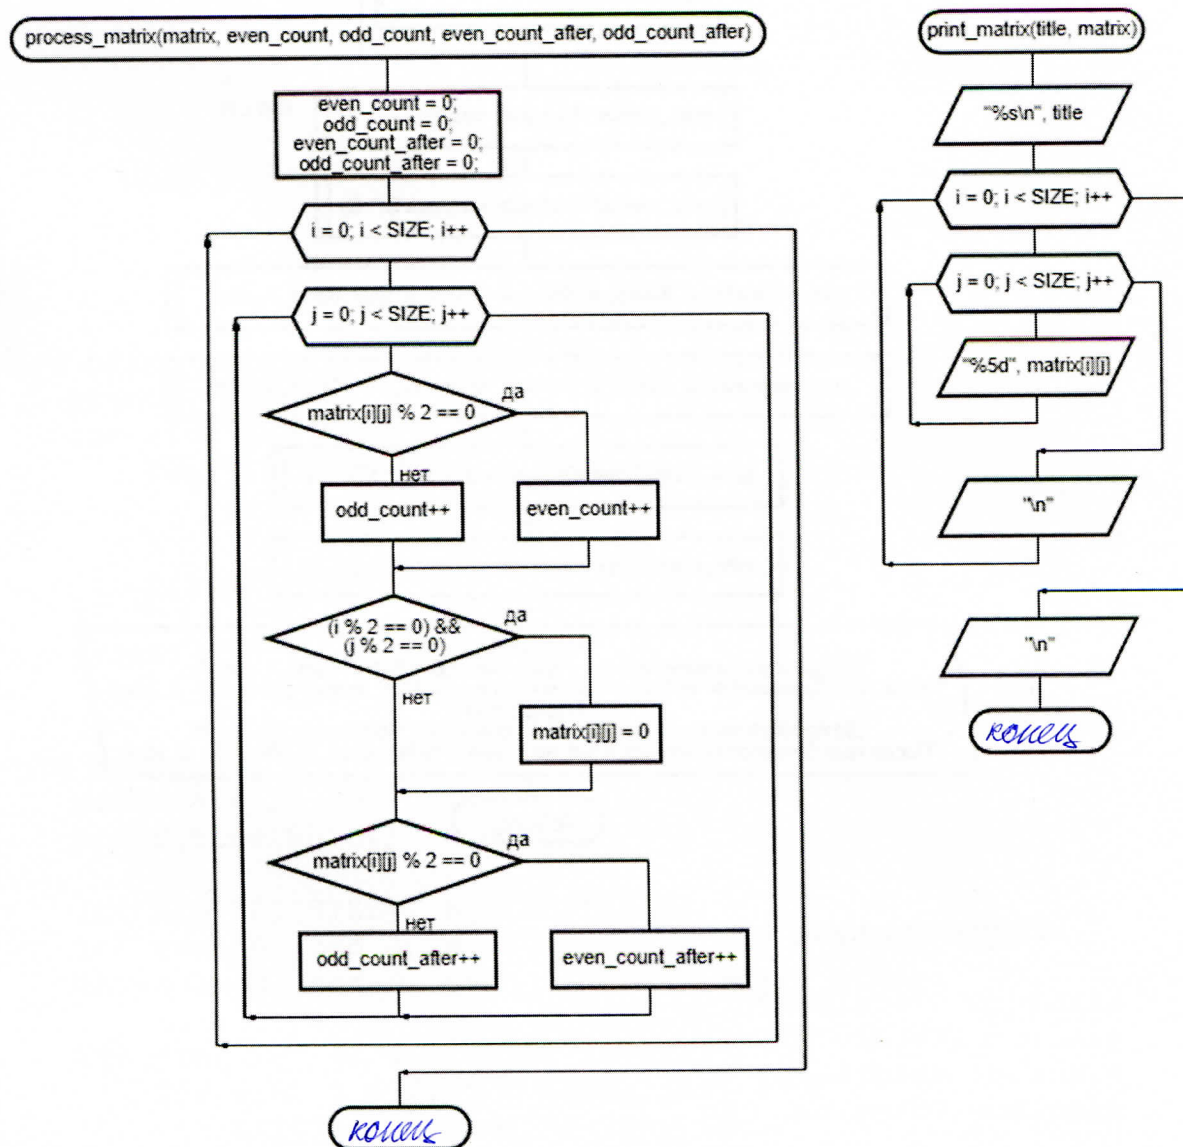 process_matrix(matrix, even_count, odd_count, even_count_after, odd_count_after)
even_count = 0;
odd_count = 0;
even_count_after = 0;
odd_count_after = 0;
i = 0; i < SIZE; i++
j = 0; j < SIZE; j++
matrix[i][j] % 2 == 0
да
нет
odd_count++
even_count++
(i % 2 == 0) &&
(j % 2 == 0)
да
нет
matrix[i][j] = 0
matrix[i][j] % 2 == 0
да
нет
odd_count_after++
even_count_after++
конец
print_matrix(title, matrix)
"%s\n", title
i = 0; i < SIZE; i++
j = 0; j < SIZE; j++
"%5d", matrix[i][j]
"\n"
"\n"
конец